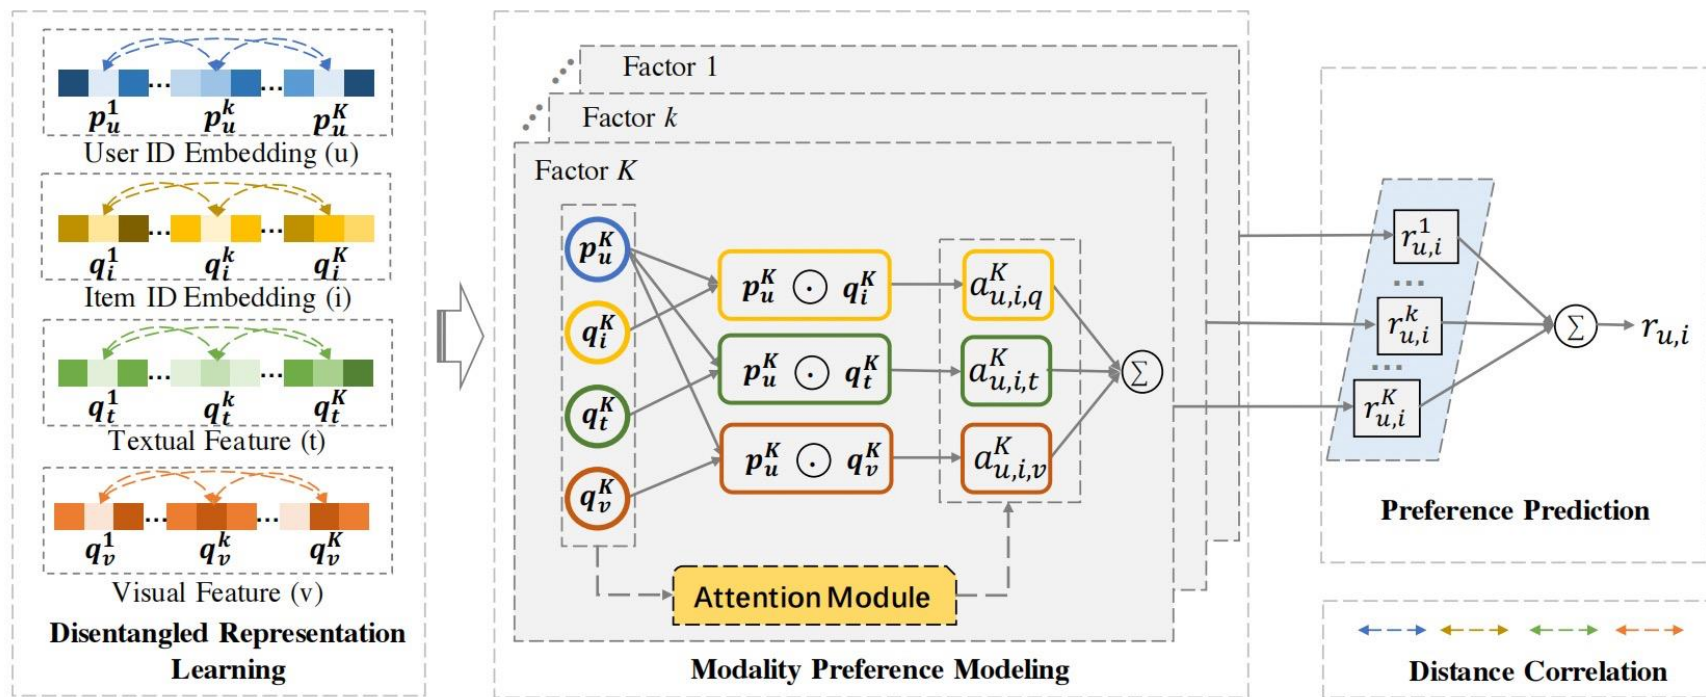 p_u^1 ... p_u^k ... p_u^K
User ID Embedding (u)
q_i^1 ... q_i^k ... q_i^K
Item ID Embedding (i)
q_t^1 ... q_t^k ... q_t^K
Textual Feature (t)
q_v^1 ... q_v^k ... q_v^K
Visual Feature (v)
Disentangled Representation
Learning
Factor 1
Factor k
Factor K
p_u^K
q_i^K
q_t^K
q_v^K
p_u^K ⊙ q_i^K
p_u^K ⊙ q_t^K
p_u^K ⊙ q_v^K
a_{u,i,q}^K
a_{u,i,t}^K
a_{u,i,v}^K
Σ
Attention Module
Modality Preference Modeling
r_{u,i}^1
...
r_{u,i}^k
...
r_{u,i}^K
Σ
r_{u,i}
Preference Prediction
Distance Correlation